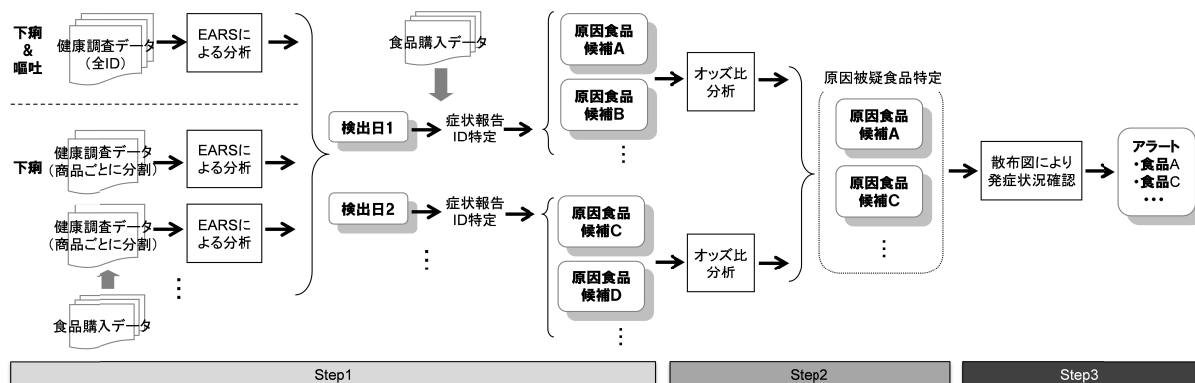 下痢
&
嘔吐
健康調査データ
（全ID）
EARSに
よる分析
下痢
健康調査データ
（商品ごとに分割）
EARSに
よる分析
健康調査データ
（商品ごとに分割）
EARSに
よる分析
⋮
食品購入データ
食品購入データ
検出日1
症状報告
ID特定
検出日2
症状報告
ID特定
⋮
原因食品
候補A
原因食品
候補B
⋮
原因食品
候補C
原因食品
候補D
⋮
オッズ比
分析
オッズ比
分析
原因被疑食品特定
原因食品
候補A
原因食品
候補C
⋮
散布図により
発症状況確認
アラート
・食品A
・食品C
・・・
Step1
Step2
Step3